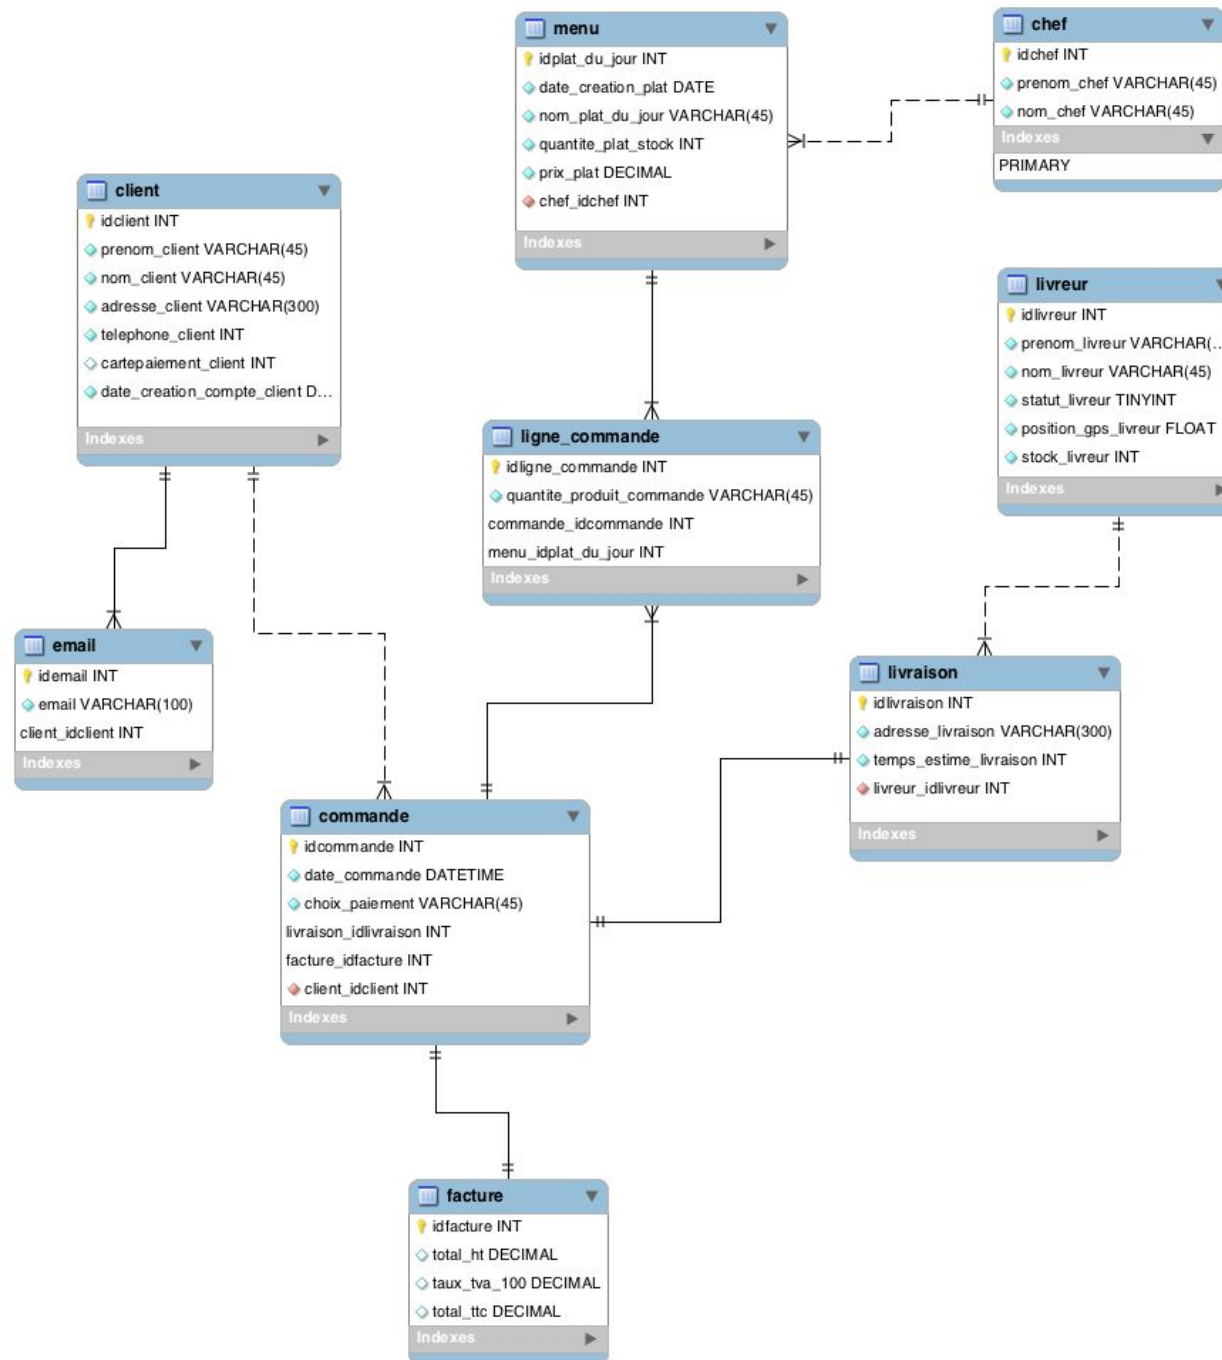 menu
idplat_du_jour INT
date_creation_plat DATE
nom_plat_du_jour VARCHAR(45)
quantite_plat_stock INT
prix_plat DECIMAL
chef_idchef INT
Indexes
chef
idchef INT
prenom_chef VARCHAR(45)
nom_chef VARCHAR(45)
Indexes
PRIMARY
client
idclient INT
prenom_client VARCHAR(45)
nom_client VARCHAR(45)
adresse_client VARCHAR(300)
telephone_client INT
cartepaiement_client INT
date_creation_compte_client D...
Indexes
livreur
idlivreur INT
prenom_livreur VARCHAR(...
nom_livreur VARCHAR(45)
statut_livreur TINYINT
position_gps_livreur FLOAT
stock_livreur INT
Indexes
ligne_commande
idligne_commande INT
quantite_produit_commande VARCHAR(45)
commande_idcommande INT
menu_idplat_du_jour INT
Indexes
email
idemail INT
email VARCHAR(100)
client_idclient INT
Indexes
livraison
idlivraison INT
adresse_livraison VARCHAR(300)
temps_estime_livraison INT
livreur_idlivreur INT
Indexes
commande
idcommande INT
date_commande DATETIME
choix_paiement VARCHAR(45)
livraison_idlivraison INT
facture_idfacture INT
client_idclient INT
Indexes
facture
idfacture INT
total_ht DECIMAL
taux_tva_100 DECIMAL
total_ttc DECIMAL
Indexes